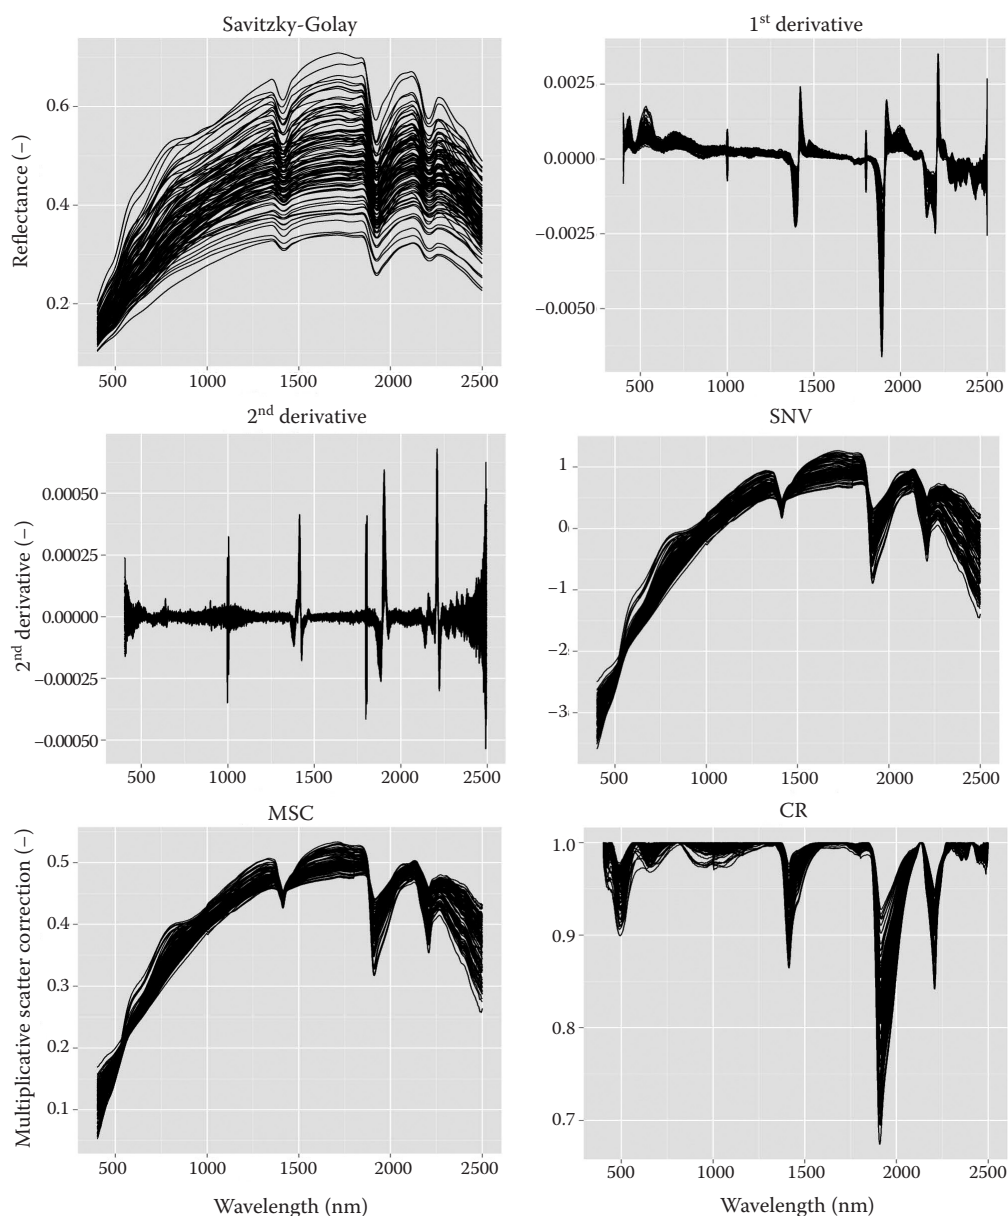 Savitzky-Golay
Reflectance (−)
0.6
0.4
0.2
500 1000 1500 2000 2500
1st derivative
0.0025
0.0000
−0.0025
−0.0050
500 1000 1500 2000 2500
2nd derivative
2nd derivative (−)
0.00050
0.00025
0.00000
−0.00025
−0.00050
500 1000 1500 2000 2500
SNV
1
0
−1
−2
−3
500 1000 1500 2000 2500
MSC
Multiplicative scatter correction (−)
0.5
0.4
0.3
0.2
0.1
500 1000 1500 2000 2500
Wavelength (nm)
CR
1.0
0.9
0.8
0.7
500 1000 1500 2000 2500
Wavelength (nm)